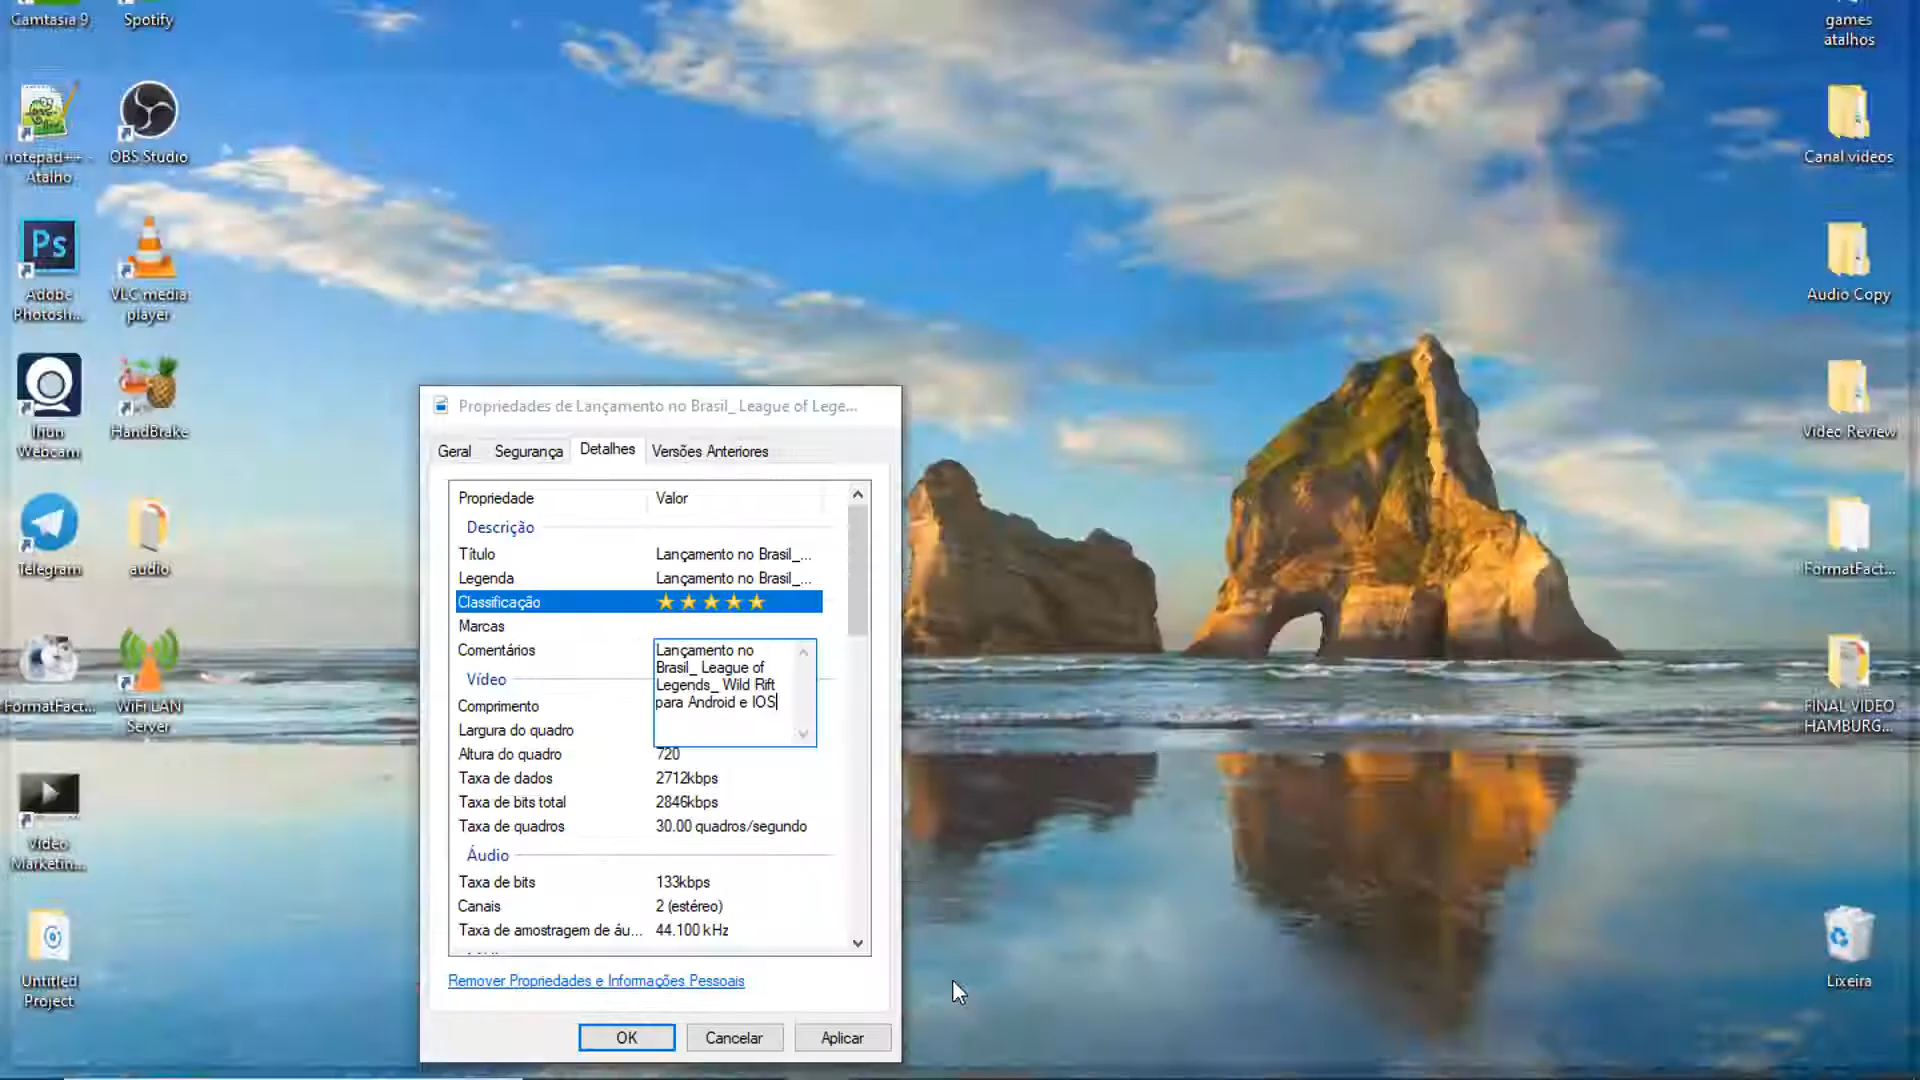 Camtasia 9
Spotify
games
atalhos
notepad++ -
Atalho
OBS Studio
Canal videos
Ps
Adobe
Photosh...
VLC media
player
Audio Copy
Iriun
Webcam
HandBrake
Video Review
Telegram
audio
FormatFact...
FormatFact...
WiFi LAN
Server
FINAL VIDEO
HAMBURG...
Video
Marketin...
Untitled
Project
Lixeira
Propriedades de Lançamento no Brasil_ League of Lege...
Geral
Segurança
Detalhes
Versões Anteriores
Propriedade
Valor
Descrição
Título
Lançamento no Brasil_...
Legenda
Lançamento no Brasil_...
Classificação
Marcas
Comentários
Lançamento no
Brasil_ League of
Legends_ Wild Rift
para Android e IOS
Vídeo
Comprimento
Largura do quadro
Altura do quadro
720
Taxa de dados
2712kbps
Taxa de bits total
2846kbps
Taxa de quadros
30.00 quadros/segundo
Áudio
Taxa de bits
133kbps
Canais
2 (estéreo)
Taxa de amostragem de áu...
44.100 kHz
Remover Propriedades e Informações Pessoais
OK
Cancelar
Aplicar